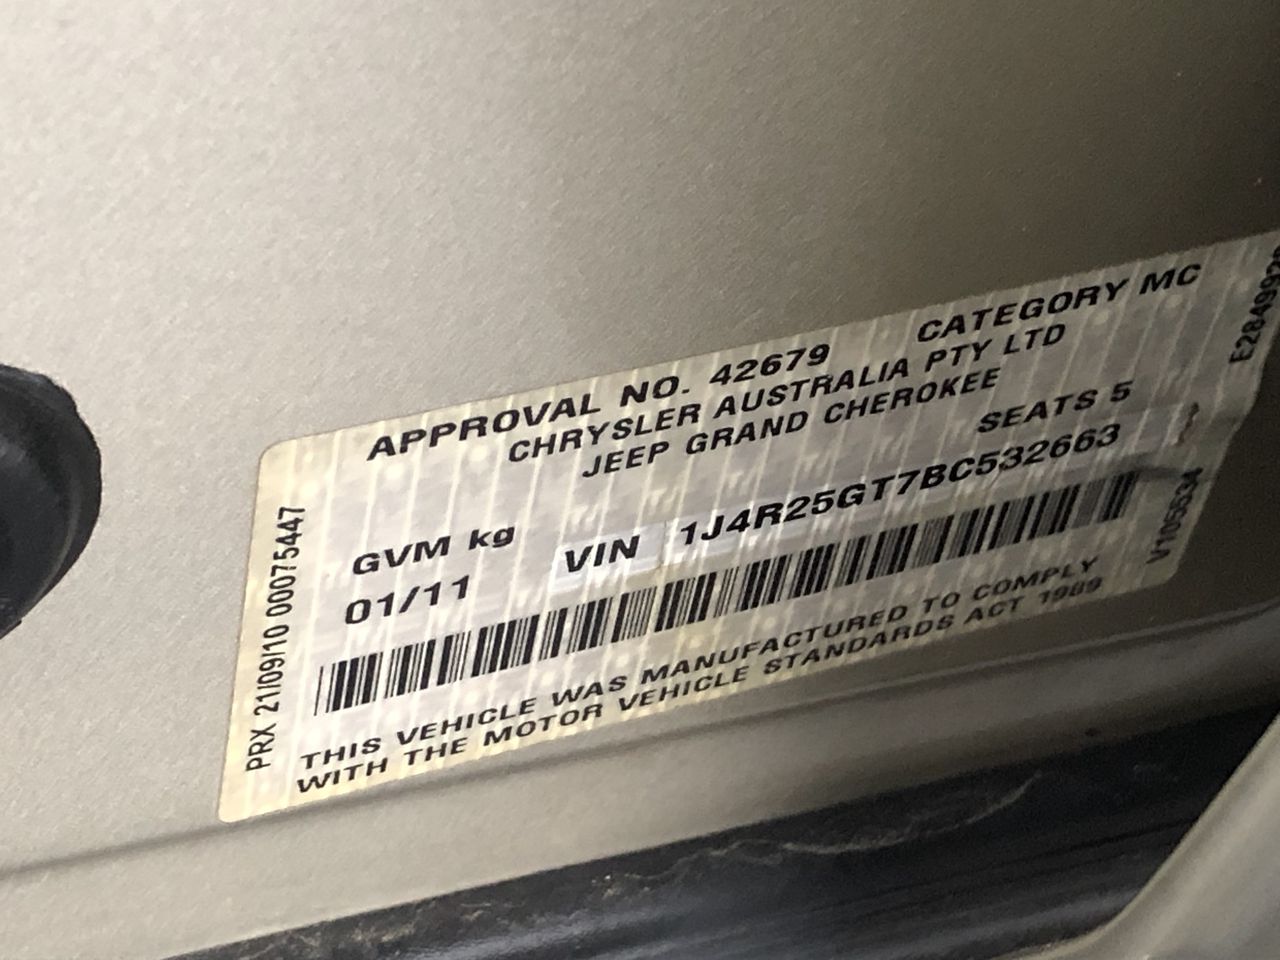 APPROVAL NO. 42679 CATEGORY MC
CHRYSLER AUSTRALIA PTY LTD
JEEP GRAND CHEROKEE
GVM kg SEATS 5
01/11 VIN 1J4R25GT7BC532663
THIS VEHICLE WAS MANUFACTURED TO COMPLY
WITH THE MOTOR VEHICLE STANDARDS ACT 1989
PRX 21/09/10 00075447
V105634